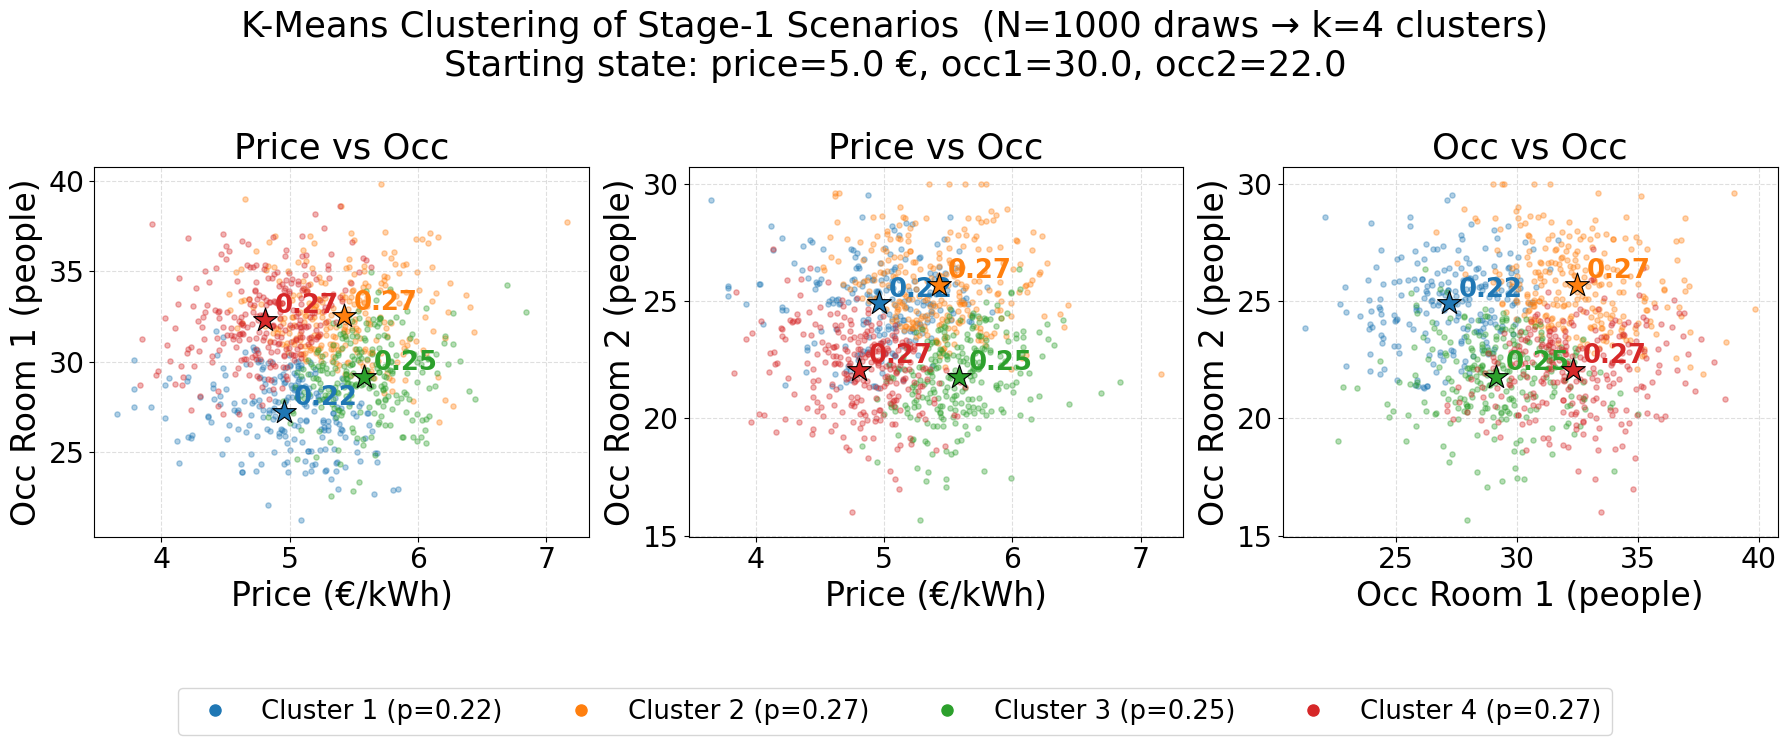 K-Means Clustering of Stage-1 Scenarios  (N=1000 draws → k=4 clusters)
Starting state: price=5.0 €, occ1=30.0, occ2=22.0
Price vs Occ
Occ Room 1 (people)
40
35
30
25
0.27
0.27
0.25
0.22
4
5
6
7
Price (€/kWh)
Price vs Occ
Occ Room 2 (people)
30
25
20
15
0.27
0.22
0.27
0.25
4
5
6
7
Price (€/kWh)
Occ vs Occ
Occ Room 2 (people)
30
25
20
15
0.27
0.22
0.25
0.27
25
30
35
40
Occ Room 1 (people)
Cluster 1 (p=0.22)
Cluster 2 (p=0.27)
Cluster 3 (p=0.25)
Cluster 4 (p=0.27)